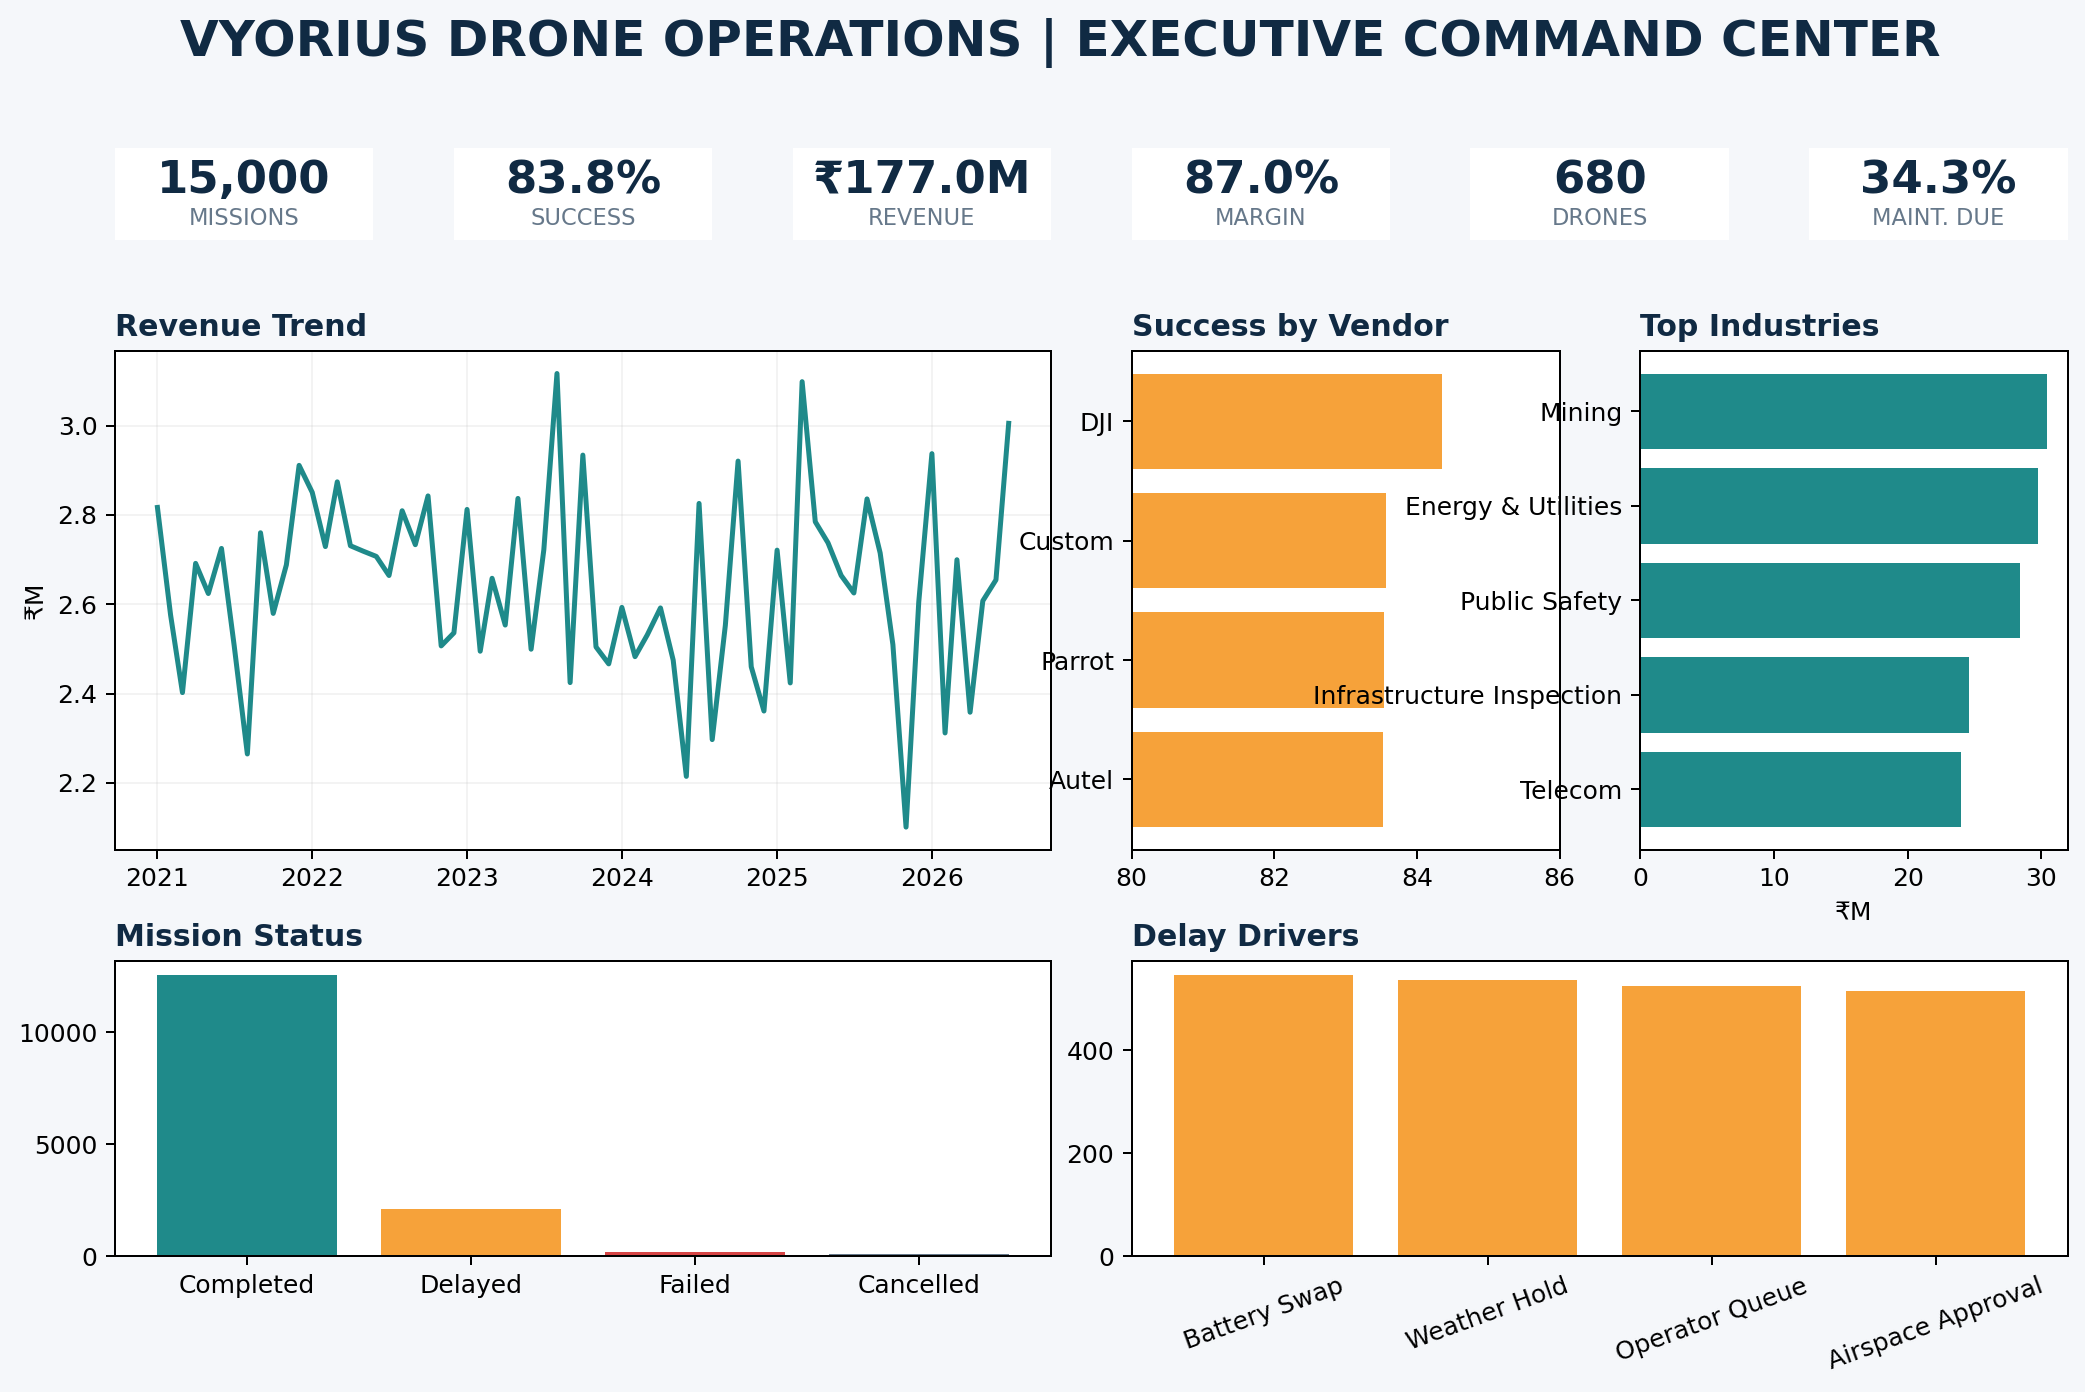 VYORIUS DRONE OPERATIONS | EXECUTIVE COMMAND CENTER
15,000
MISSIONS
83.8%
SUCCESS
₹177.0M
REVENUE
87.0%
MARGIN
680
DRONES
34.3%
MAINT. DUE
Revenue Trend
₹M
3.0
2.8
2.6
2.4
2.2
2021 2022 2023 2024 2025 2026
Success by Vendor
DJI
Custom
Parrot
Autel
80 82 84 86
Top Industries
Mining
Energy & Utilities
Public Safety
Infrastructure Inspection
Telecom
0 10 20 30
₹M
Mission Status
10000
5000
0
Completed Delayed Failed Cancelled
Delay Drivers
400
200
0
Battery Swap Weather Hold Operator Queue Airspace Approval